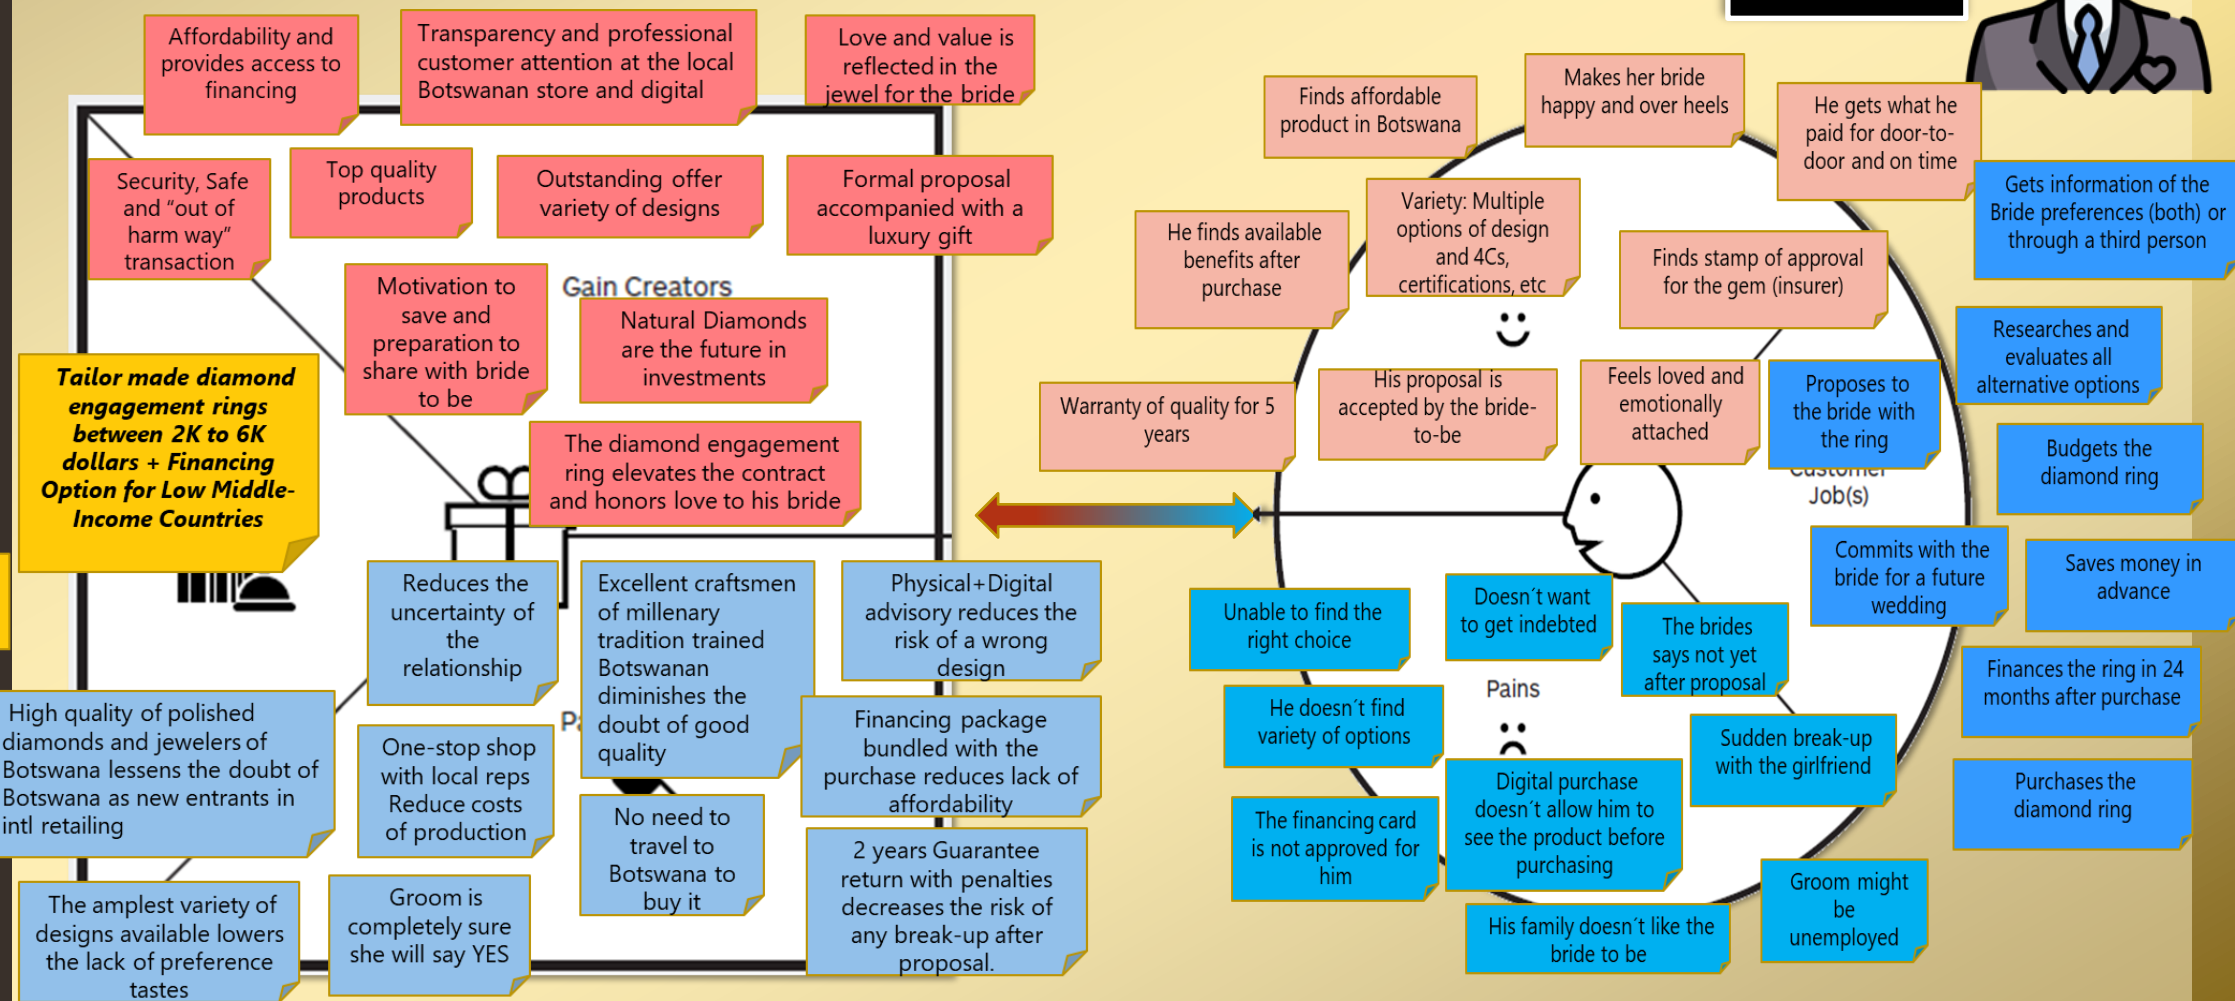 Affordability and
provides access to
financing
Transparency and professional
customer attention at the local
Botswanan store and digital
Love and value is
reflected in the
jewel for the bride
Security, Safe
and “out of
harm way“
transaction
Top quality
products
Outstanding offer
variety of designs
Formal proposal
accompanied with a
luxury gift
Motivation to
save and
preparation to
share with bride
to be
Gain Creators
Natural Diamonds
are the future in
investments
The diamond engagement
ring elevates the contract
and honors love to his bride
Tailor made diamond
engagement rings
between 2K to 6K
dollars + Financing
Option for Low Middle-
Income Countries
Reduces the
uncertainty of
the
relationship
Excellent craftsmen
of millenary
tradition trained
Botswanan
diminishes the
doubt of good
quality
Physical+Digital
advisory reduces the
risk of a wrong
design
High quality of polished
diamonds and jewelers of
Botswana lessens the doubt of
Botswana as new entrants in
intl retailing
One-stop shop
with local reps
Reduce costs
of production
Financing package
bundled with the
purchase reduces lack of
affordability
No need to
travel to
Botswana to
buy it
2 years Guarantee
return with penalties
decreases the risk of
any break-up after
proposal.
The amplest variety of
designs available lowers
the lack of preference
tastes
Groom is
completely sure
she will say YES
Finds affordable
product in Botswana
Makes her bride
happy and over heels
He gets what he
paid for door-to-
door and on time
He finds available
benefits after
purchase
Variety: Multiple
options of design
and 4Cs,
certifications, etc
Finds stamp of approval
for the gem (insurer)
Warranty of quality for 5
years
His proposal is
accepted by the bride-
to-be
Feels loved and
emotionally
attached
Gets information of the
Bride preferences (both) or
through a third person
Researches and
evaluates all
alternative options
Proposes to
the bride with
the ring
Customer
Job(s)
Budgets the
diamond ring
Commits with the
bride for a future
wedding
Saves money in
advance
Finances the ring in 24
months after purchase
Purchases the
diamond ring
Unable to find the
right choice
Doesn´t want
to get indebted
The brides
says not yet
after proposal
Pains
He doesn´t find
variety of options
Sudden break-up
with the girlfriend
The financing card
is not approved for
him
Digital purchase
doesn´t allow him to
see the product before
purchasing
Groom might
be
unemployed
His family doesn´t like the
bride to be